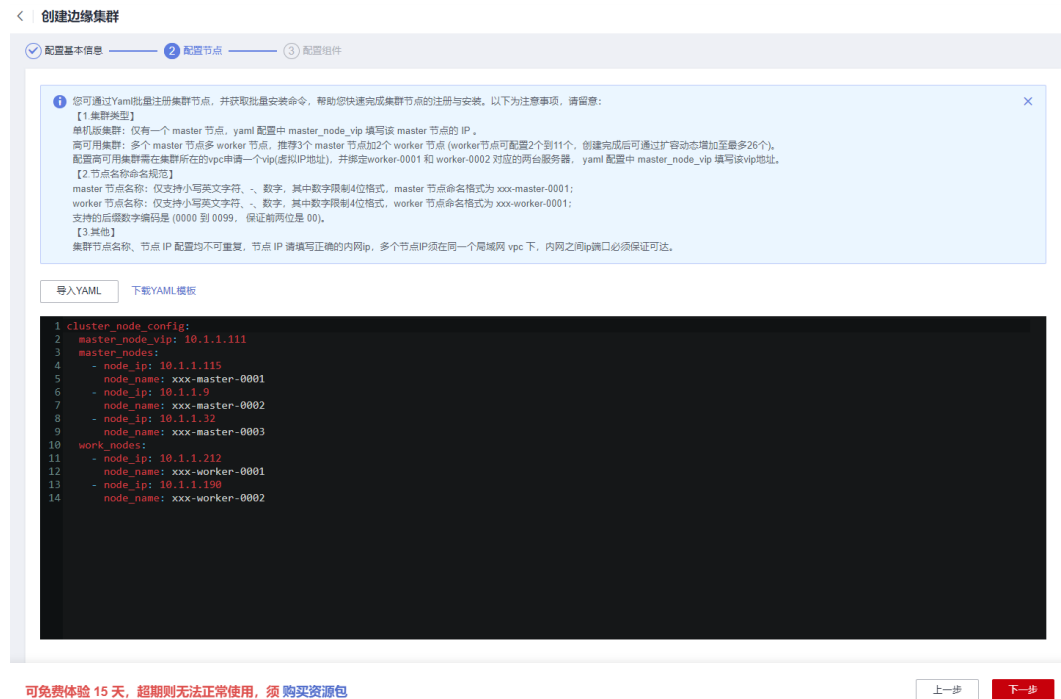 创建边缘集群
配置基本信息 2 配置节点 3 配置组件
您可通过Yaml批量注册集群节点，并获取批量安装命令，帮助您快速完成集群节点的注册与安装。以下为注意事项，请留意：
【1.集群类型】
单机版集群：仅有一个 master 节点，yaml 配置中 master_node_vip 填写该 master 节点的 IP 。
高可用集群：多个 master 节点多 worker 节点，推荐3个 master 节点加2个 worker 节点 (worker节点可配置2个到11个，创建完成后可通过扩容动态增加至最多26个)。
配置高可用集群需在集群所在的vpc申请一个vip(虚拟IP地址)，并绑定worker-0001 和 worker-0002 对应的两台服务器， yaml 配置中 master_node_vip 填写该vip地址。
【2.节点名称命名规范】
master 节点名称：仅支持小写英文字符、-、数字，其中数字限制4位格式，master 节点命名格式为 xxx-master-0001；
worker 节点名称：仅支持小写英文字符、-、数字，其中数字限制4位格式，worker 节点命名格式为 xxx-worker-0001；
支持的后缀数字编码是 (0000 到 0099， 保证前两位是 00)。
【3.其他】
集群节点名称、节点 IP 配置均不可重复，节点 IP 请填写正确的内网ip，多个节点IP须在同一个局域网 vpc 下，内网之间ip端口必须保证可达。
导入YAML 下载YAML模板
1 cluster_node_config:
2 master_node_vip: 10.1.1.111
3 master_nodes:
4 - node_ip: 10.1.1.115
5 node_name: xxx-master-0001
6 - node_ip: 10.1.1.9
7 node_name: xxx-master-0002
8 - node_ip: 10.1.1.32
9 node_name: xxx-master-0003
10 work_nodes:
11 - node_ip: 10.1.1.212
12 node_name: xxx-worker-0001
13 - node_ip: 10.1.1.190
14 node_name: xxx-worker-0002
可免费体验 15 天，超期则无法正常使用，须 购买资源包
上一步 下一步